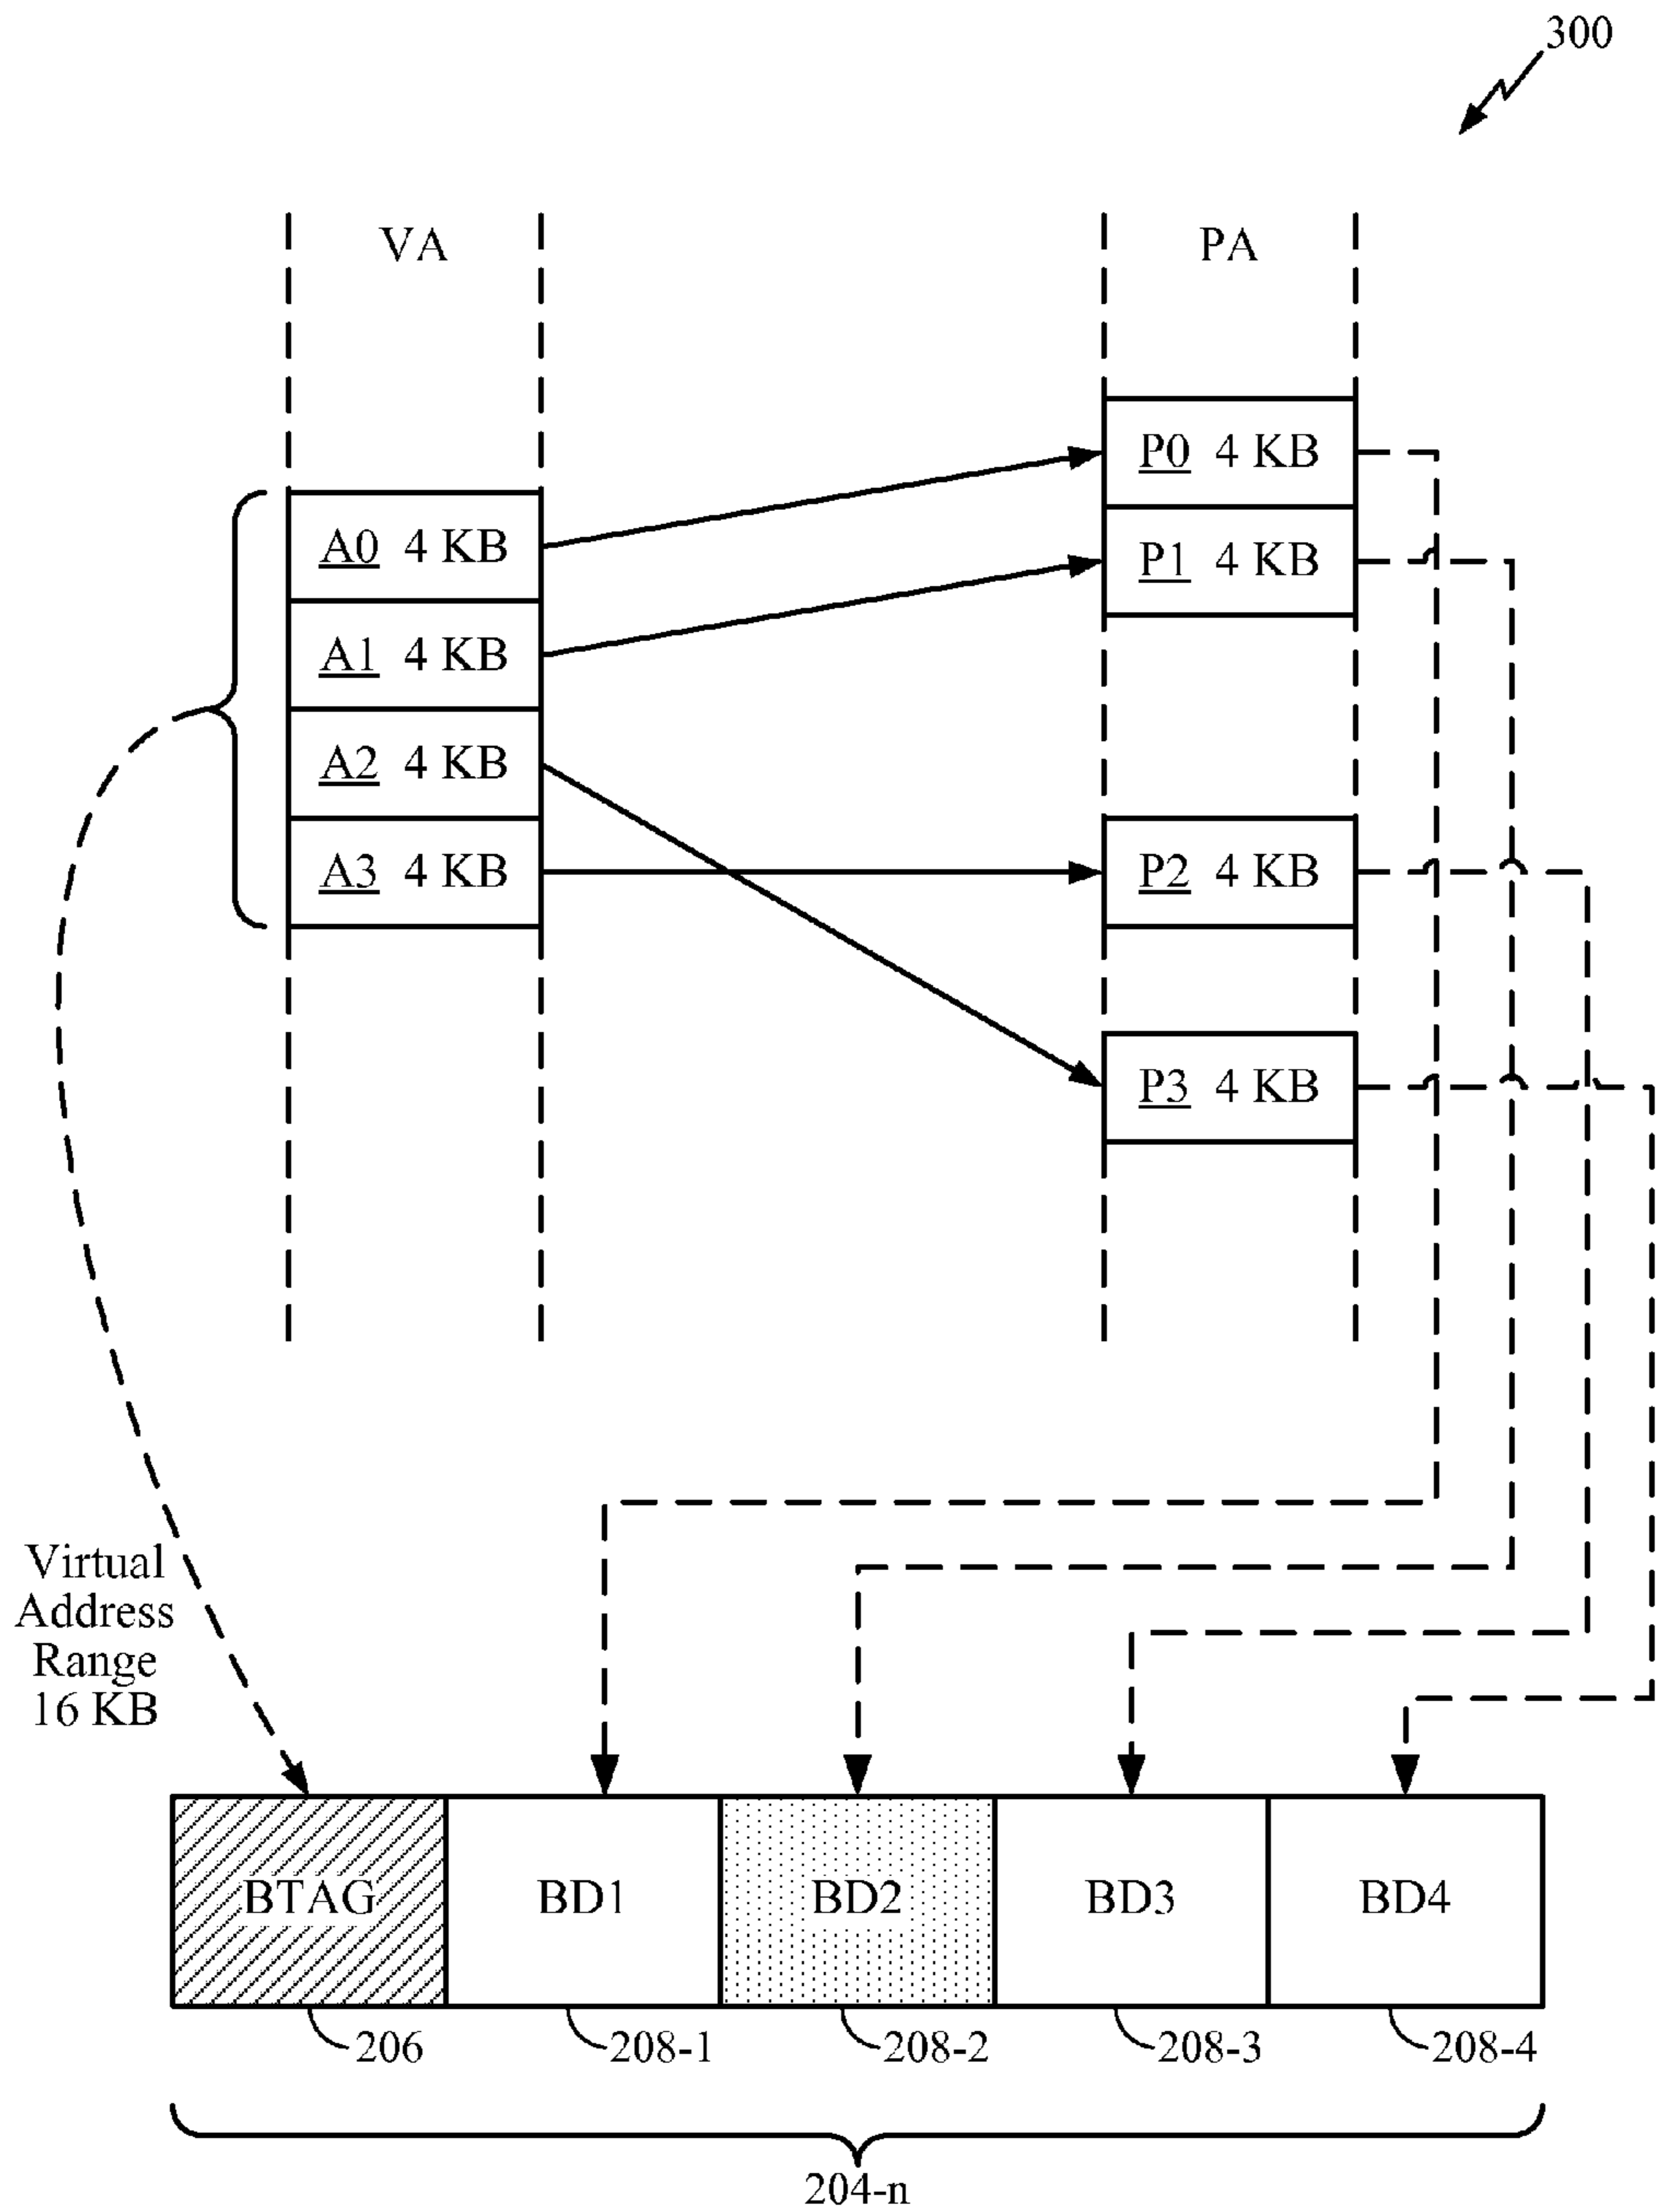 300
VA
PA
P0 4 KB
A0 4 KB
P1 4 KB
A1 4 KB
A2 4 KB
A3 4 KB
P2 4 KB
P3 4 KB
Virtual
Address
Range
16 KB
BTAG
BD1
BD2
BD3
BD4
206
208-1
208-2
208-3
208-4
204-n